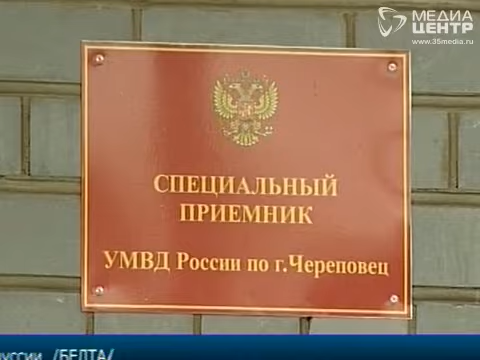 МЕДИА
ЦЕНТР
www.35media.ru
СПЕЦИАЛЬНЫЙ
ПРИЕМНИК
УМВД России по г.Череповец
/БЕЛТА/